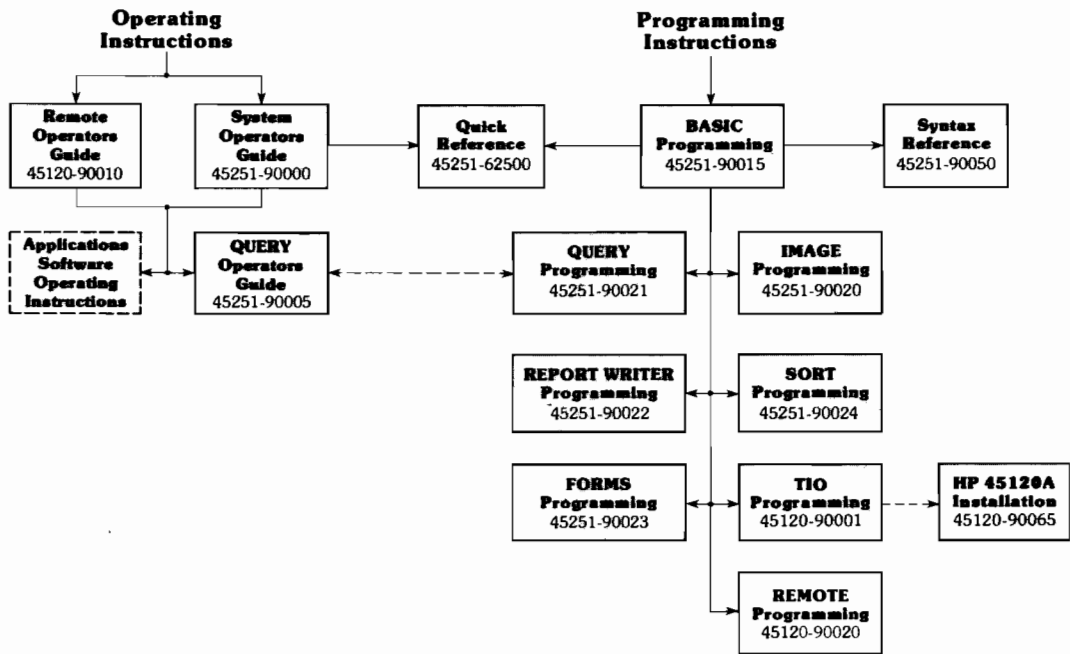 Operating
Instructions
Programming
Instructions
Remote
Operators
Guide
45120-90010
System
Operators
Guide
45251-90000
Quick
Reference
45251-62500
BASIC
Programming
45251-90015
Syntax
Reference
45251-90050
Applications
Software
Operating
Instructions
QUERY
Operators
Guide
45251-90005
QUERY
Programming
45251-90021
IMAGE
Programming
45251-90020
REPORT WRITER
Programming
45251-90022
SORT
Programming
45251-90024
FORMS
Programming
45251-90023
TIO
Programming
45120-90001
HP 45120A
Installation
45120-90065
REMOTE
Programming
45120-90020